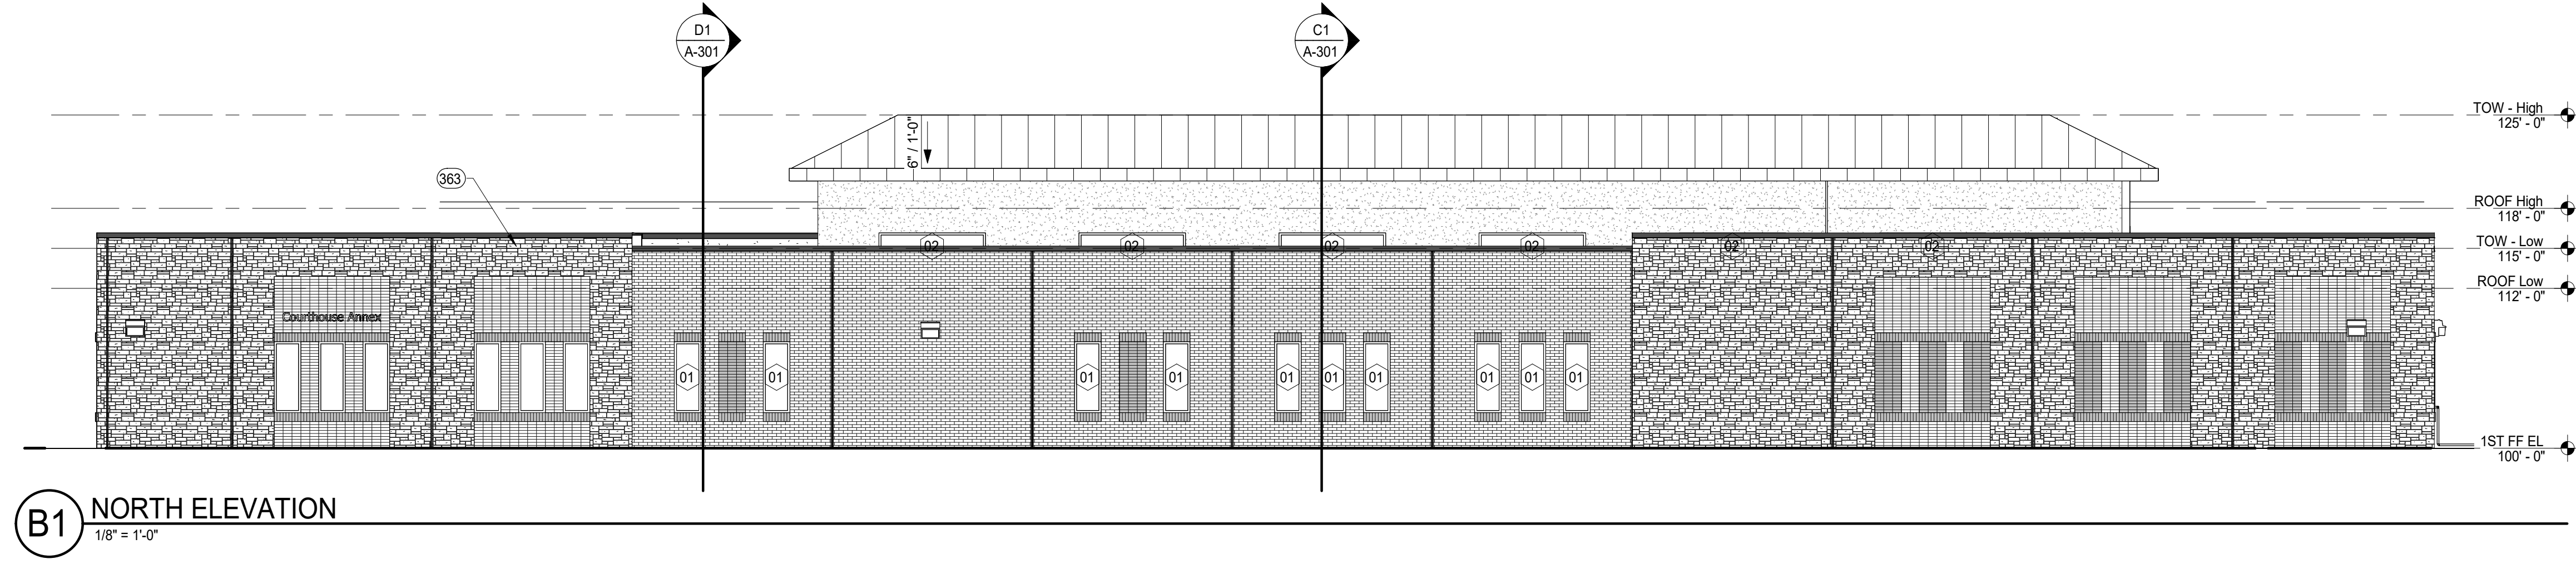 D1
A-301
C1
A-301
TOW - High
125' - 0"
6" / 1'-0"
363
ROOF High
118' - 0"
TOW - Low
115' - 0"
02
02
02
02
02
02
ROOF Low
112' - 0"
Courthouse Annex
01
01
01
01
01
01
01
01
01
01
1ST FF EL
100' - 0"
B1
NORTH ELEVATION
1/8" = 1'-0"